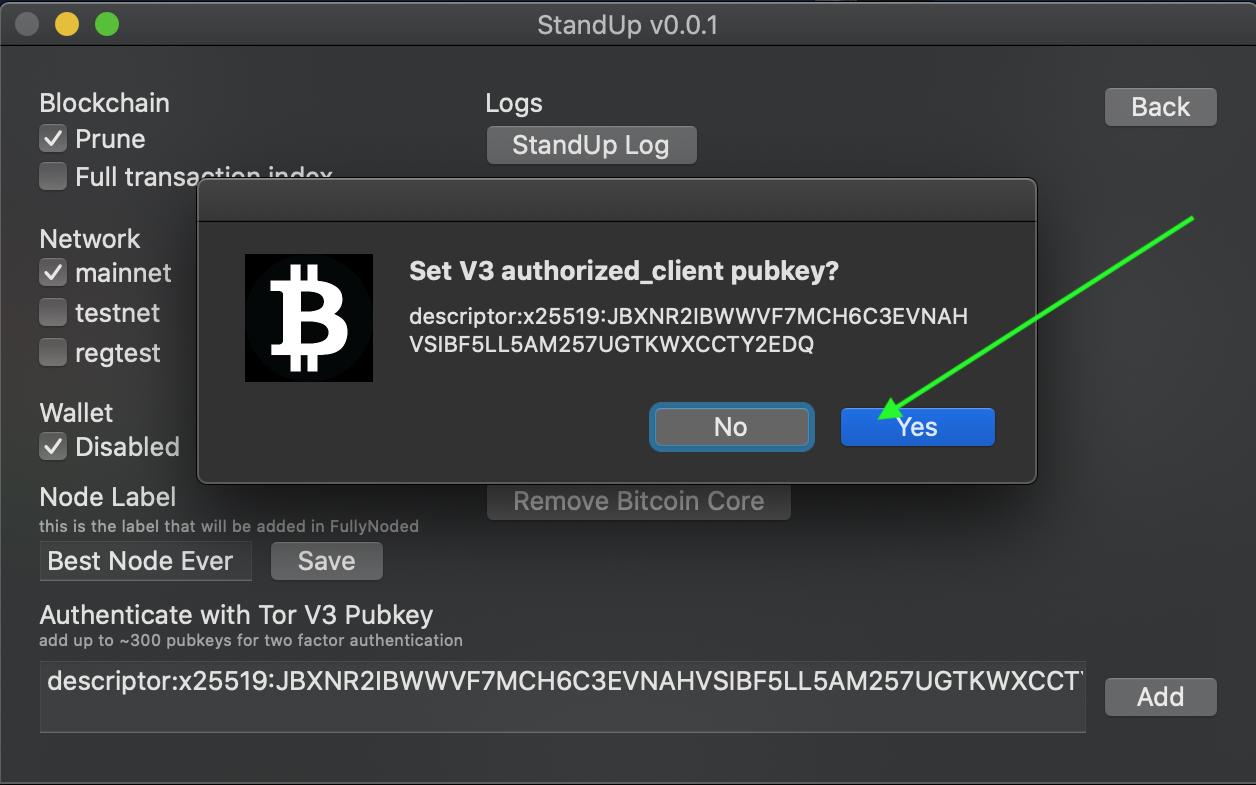 StandUp v0.0.1
Blockchain
Prune
Full transaction index
Logs
StandUp Log
Back
Network
mainnet
testnet
regtest
Set V3 authorized_client pubkey?
descriptor:x25519:JBXNR2IBWWVF7MCH6C3EVNAH
VSIBF5LL5AM257UGTKWXCCTY2EDQ
No
Yes
Wallet
Disabled
Remove Bitcoin Core
Node Label
this is the label that will be added in FullyNoded
Best Node Ever
Save
Authenticate with Tor V3 Pubkey
add up to ~300 pubkeys for two factor authentication
descriptor:x25519:JBXNR2IBWWVF7MCH6C3EVNAHVSIBF5LL5AM257UGTKWXCCTY
Add